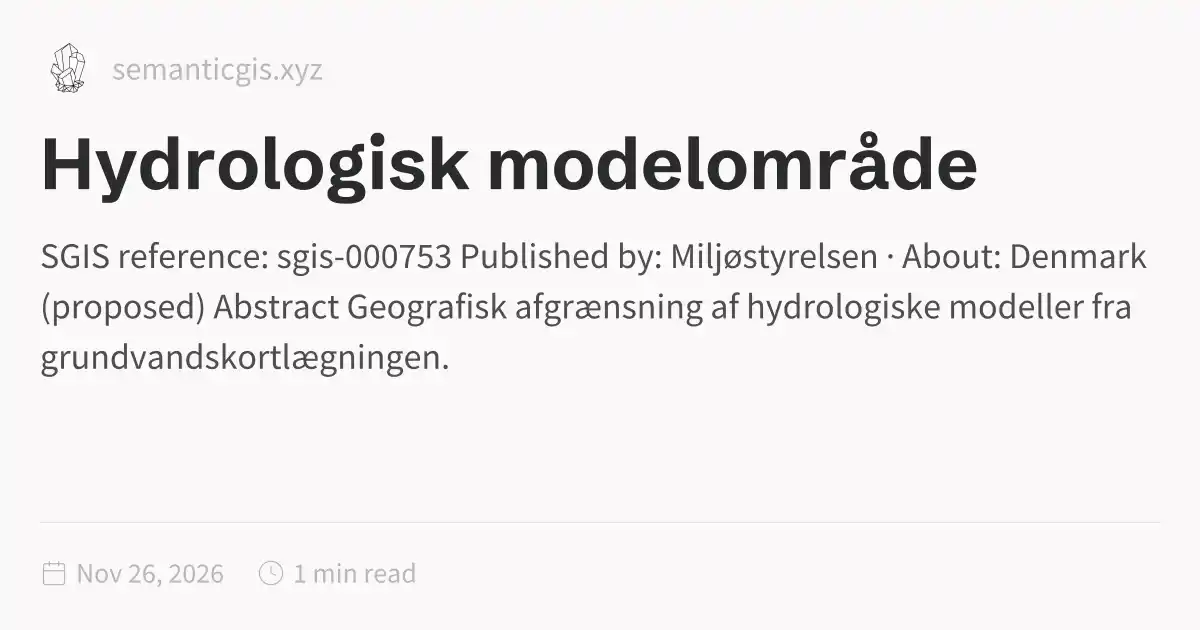 semanticgis.xyz
Hydrologisk modelområde
SGIS reference: sgis-000753 Published by: Miljøstyrelsen · About: Denmark
(proposed) Abstract Geografisk afgrænsning af hydrologiske modeller fra
grundvandskortlægningen.
Nov 26, 2026 1 min read